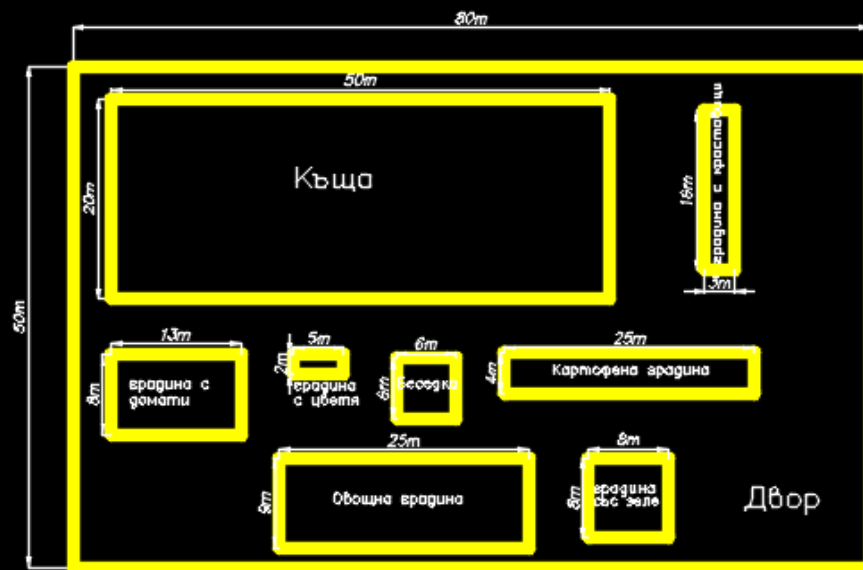 80m
50m
50m
20m
Къща
16m
градина с краставици
3m
13m
8m
градина с
домати
5m
2m
градина
с цветя
6m
6m
Беседка
25m
4m
Картофена градина
25m
9m
Овощна градина
8m
8m
градина
със зеле
Двор